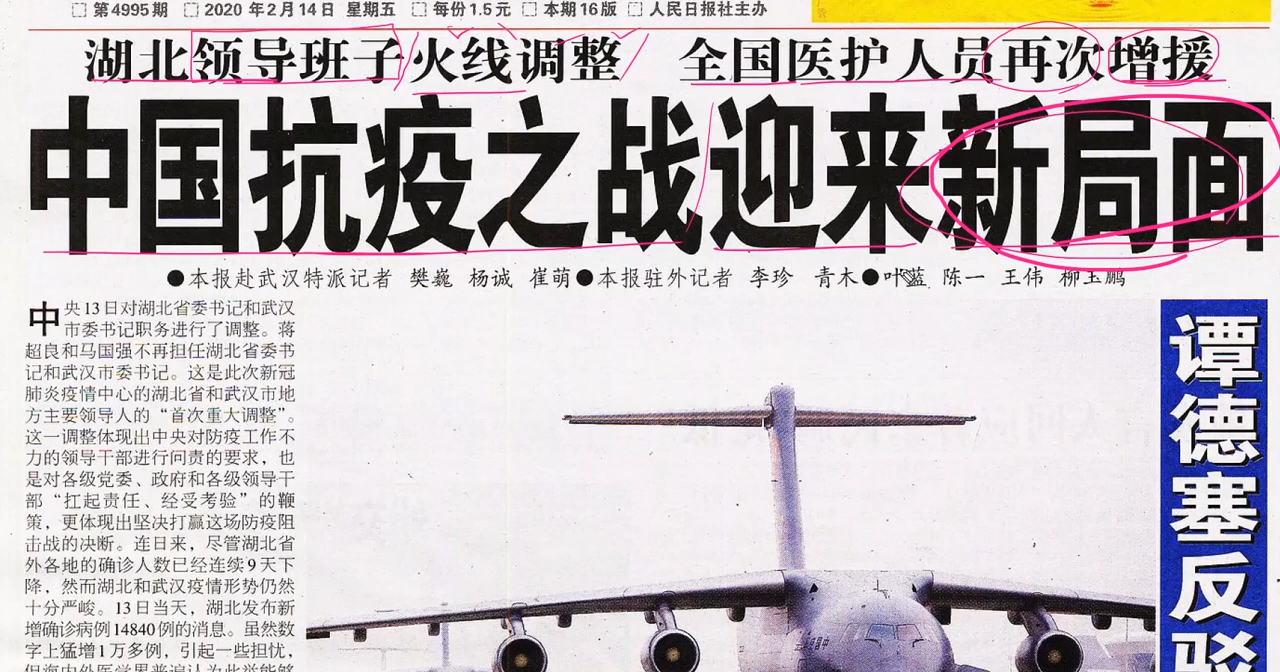 第4995期 2020年2月14日 星期五 每份1.5元 本期16版 人民日报社主办
湖北领导班子火线调整 全国医护人员再次增援
中国抗疫之战迎来新局面
●本报赴武汉特派记者 樊巍 杨诚 崔萌●本报驻外记者 李珍 青木●叶蓝 陈一 王伟 柳玉鹏
中央13日对湖北省委书记和武汉
市委书记职务进行了调整。蒋
超良和马国强不再担任湖北省委书
记和武汉市委书记。这是此次新冠
肺炎疫情中心的湖北省和武汉市地
方主要领导人的“首次重大调整”。
这一调整体现出中央对防疫工作不
力的领导干部进行问责的要求，也
是对各级党委、政府和各级领导干
部“扛起责任、经受考验”的鞭
策，更体现出坚决打赢这场防疫阻
击战的决断。连日来，尽管湖北省
外各地的确诊人数已经连续9天下
降，然而湖北和武汉疫情形势仍然
十分严峻。13日当天，湖北发布新
增确诊病例14840例的消息。虽然数
字上猛增1万多例，引起一些担忧，
但海内外医学界普遍认为此举能够
谭德塞反驳